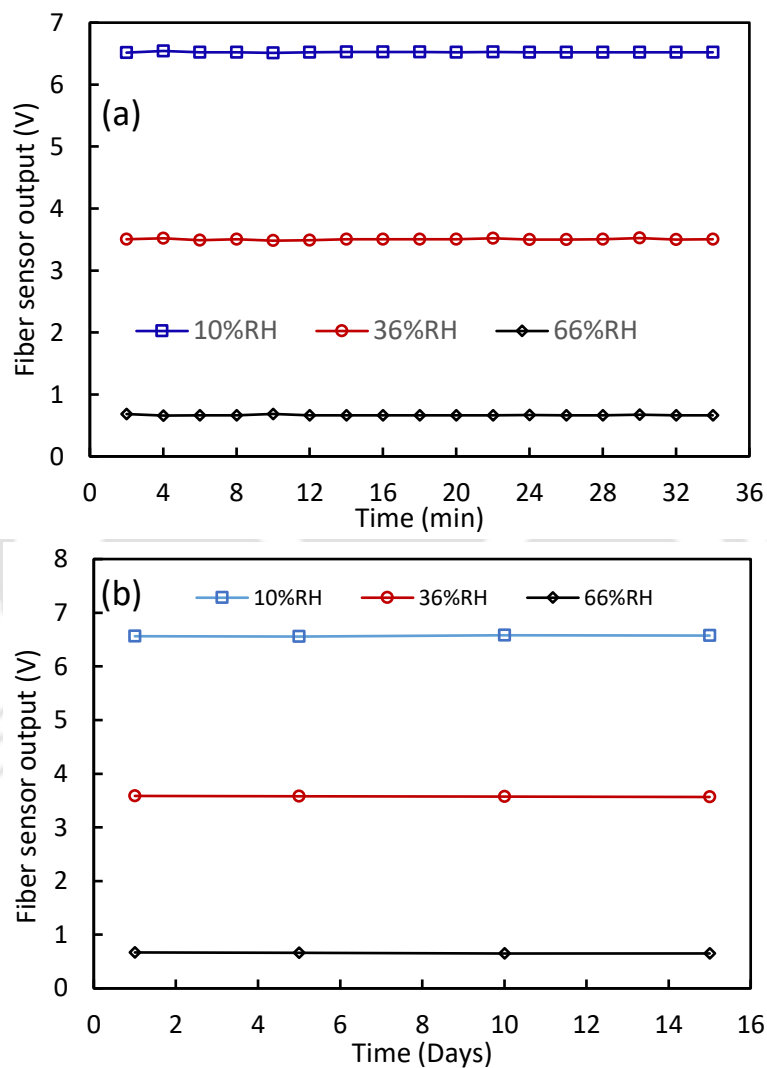 7
6
5
4
3
2
1
0
Fiber sensor output (V)
(a)
10%RH 36%RH 66%RH
0 4 8 12 16 20 24 28 32 36
Time (min)
8
7
6
5
4
3
2
1
0
Fiber sensor output (V)
(b)
10%RH 36%RH 66%RH
0 2 4 6 8 10 12 14 16
Time (Days)